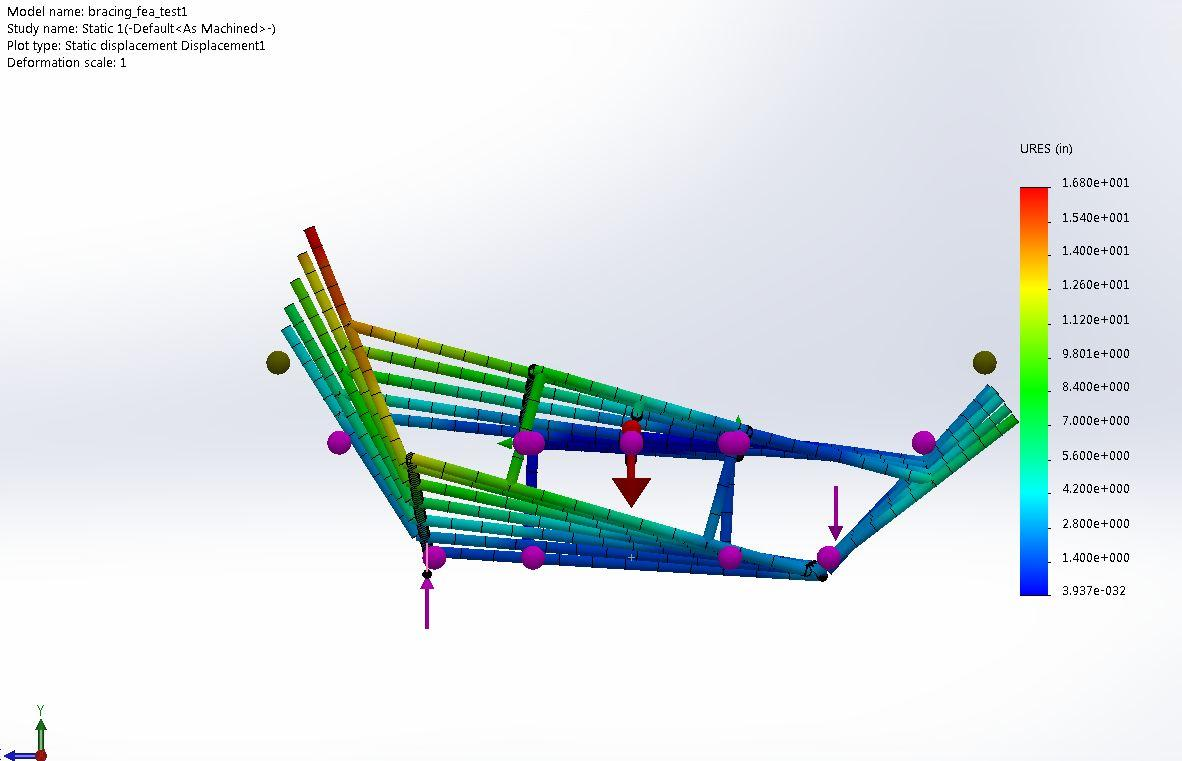 Model name: bracing_fea_test1
Study name: Static 1(-Default<As Machined>-)
Plot type: Static displacement Displacement1
Deformation scale: 1
URES (in)
1.680e+001
1.540e+001
1.400e+001
1.260e+001
1.120e+001
9.801e+000
8.400e+000
7.000e+000
5.600e+000
4.200e+000
2.800e+000
1.400e+000
3.937e-032
Y